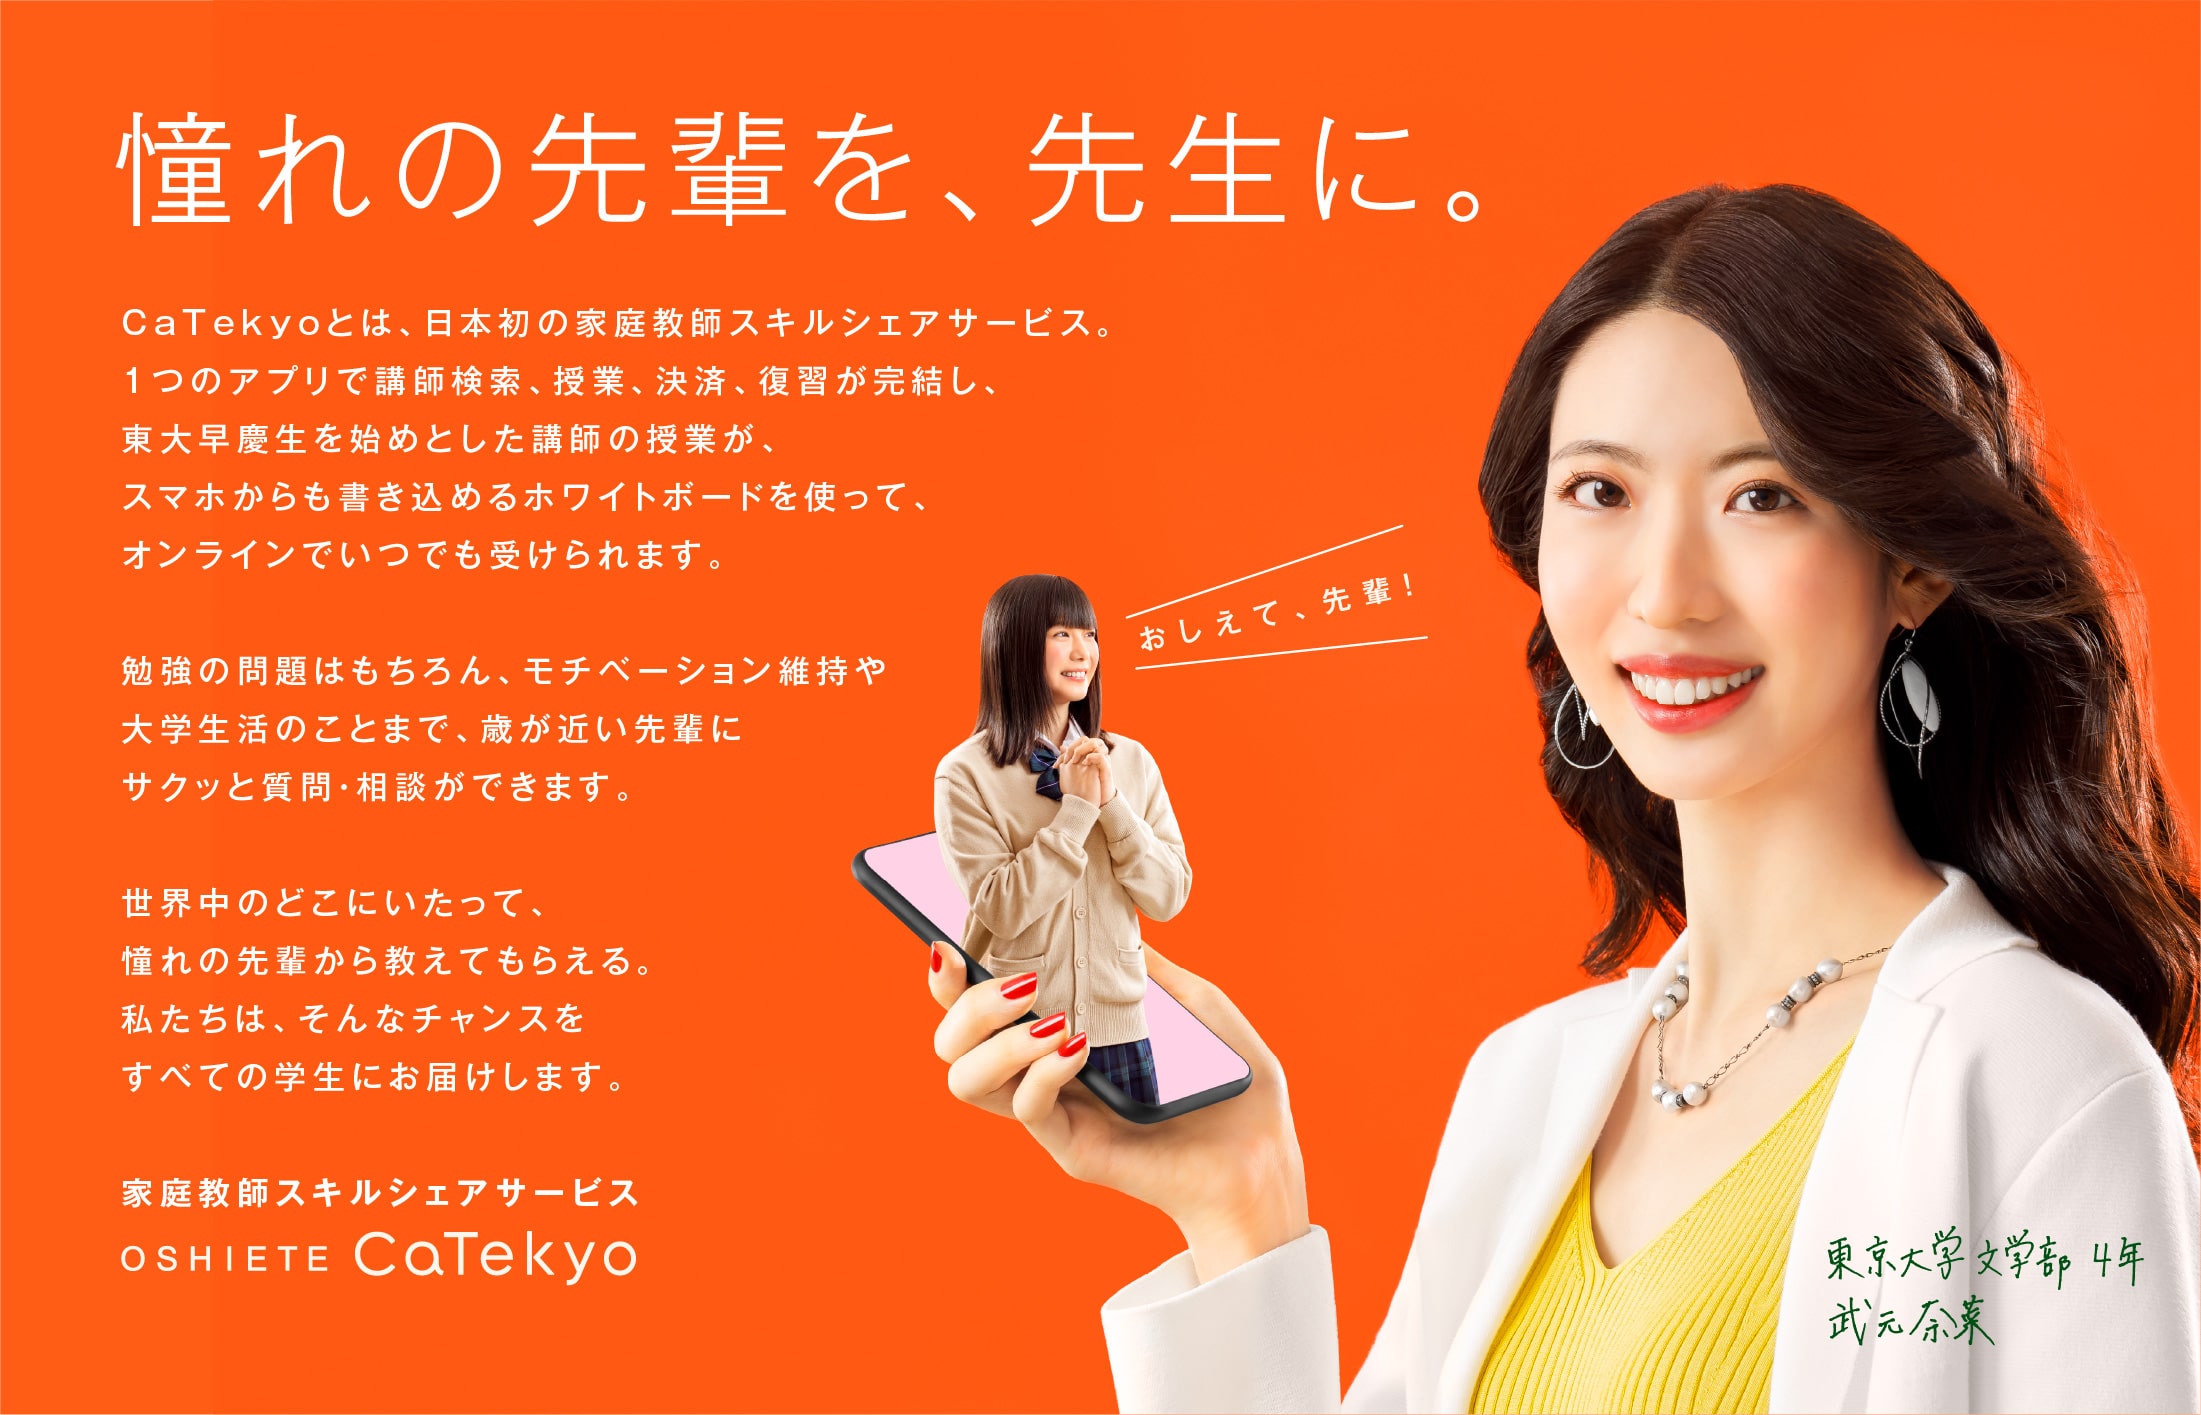 憧れの先輩を、先生に。
CaTekyoとは、日本初の家庭教師スキルシェアサービス。
1つのアプリで講師検索、授業、決済、復習が完結し、
東大早慶生を始めとした講師の授業が、
スマホからも書き込めるホワイトボードを使って、
オンラインでいつでも受けられます。
おしえて、先輩!
勉強の問題はもちろん、モチベーション維持や
大学生活のことまで、歳が近い先輩に
サクッと質問・相談ができます。
世界中のどこにいたって、
憧れの先輩から教えてもらえる。
私たちは、そんなチャンスを
すべての学生にお届けします。
家庭教師スキルシェアサービス
OSHIETE CaTekyo
東京大学 文学部 4年
武元奈菜